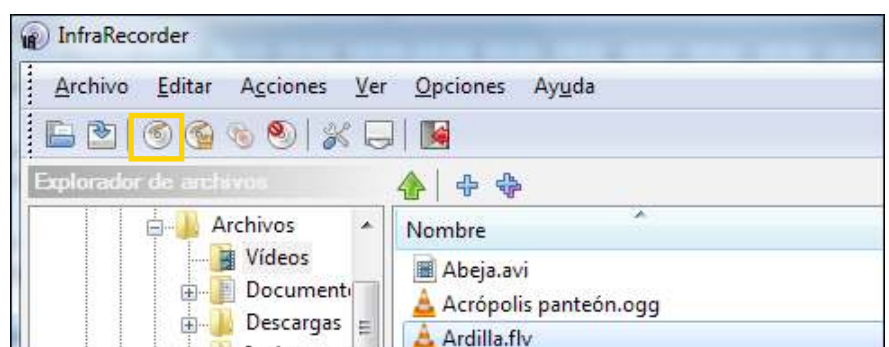 InfraRecorder
Archivo Editar Acciones Ver Opciones Ayuda
Explorador de archivos
Archivos
Vídeos
Document
Descargas
Nombre
Abeja.avi
Acrópolis panteón.ogg
Ardilla.flv